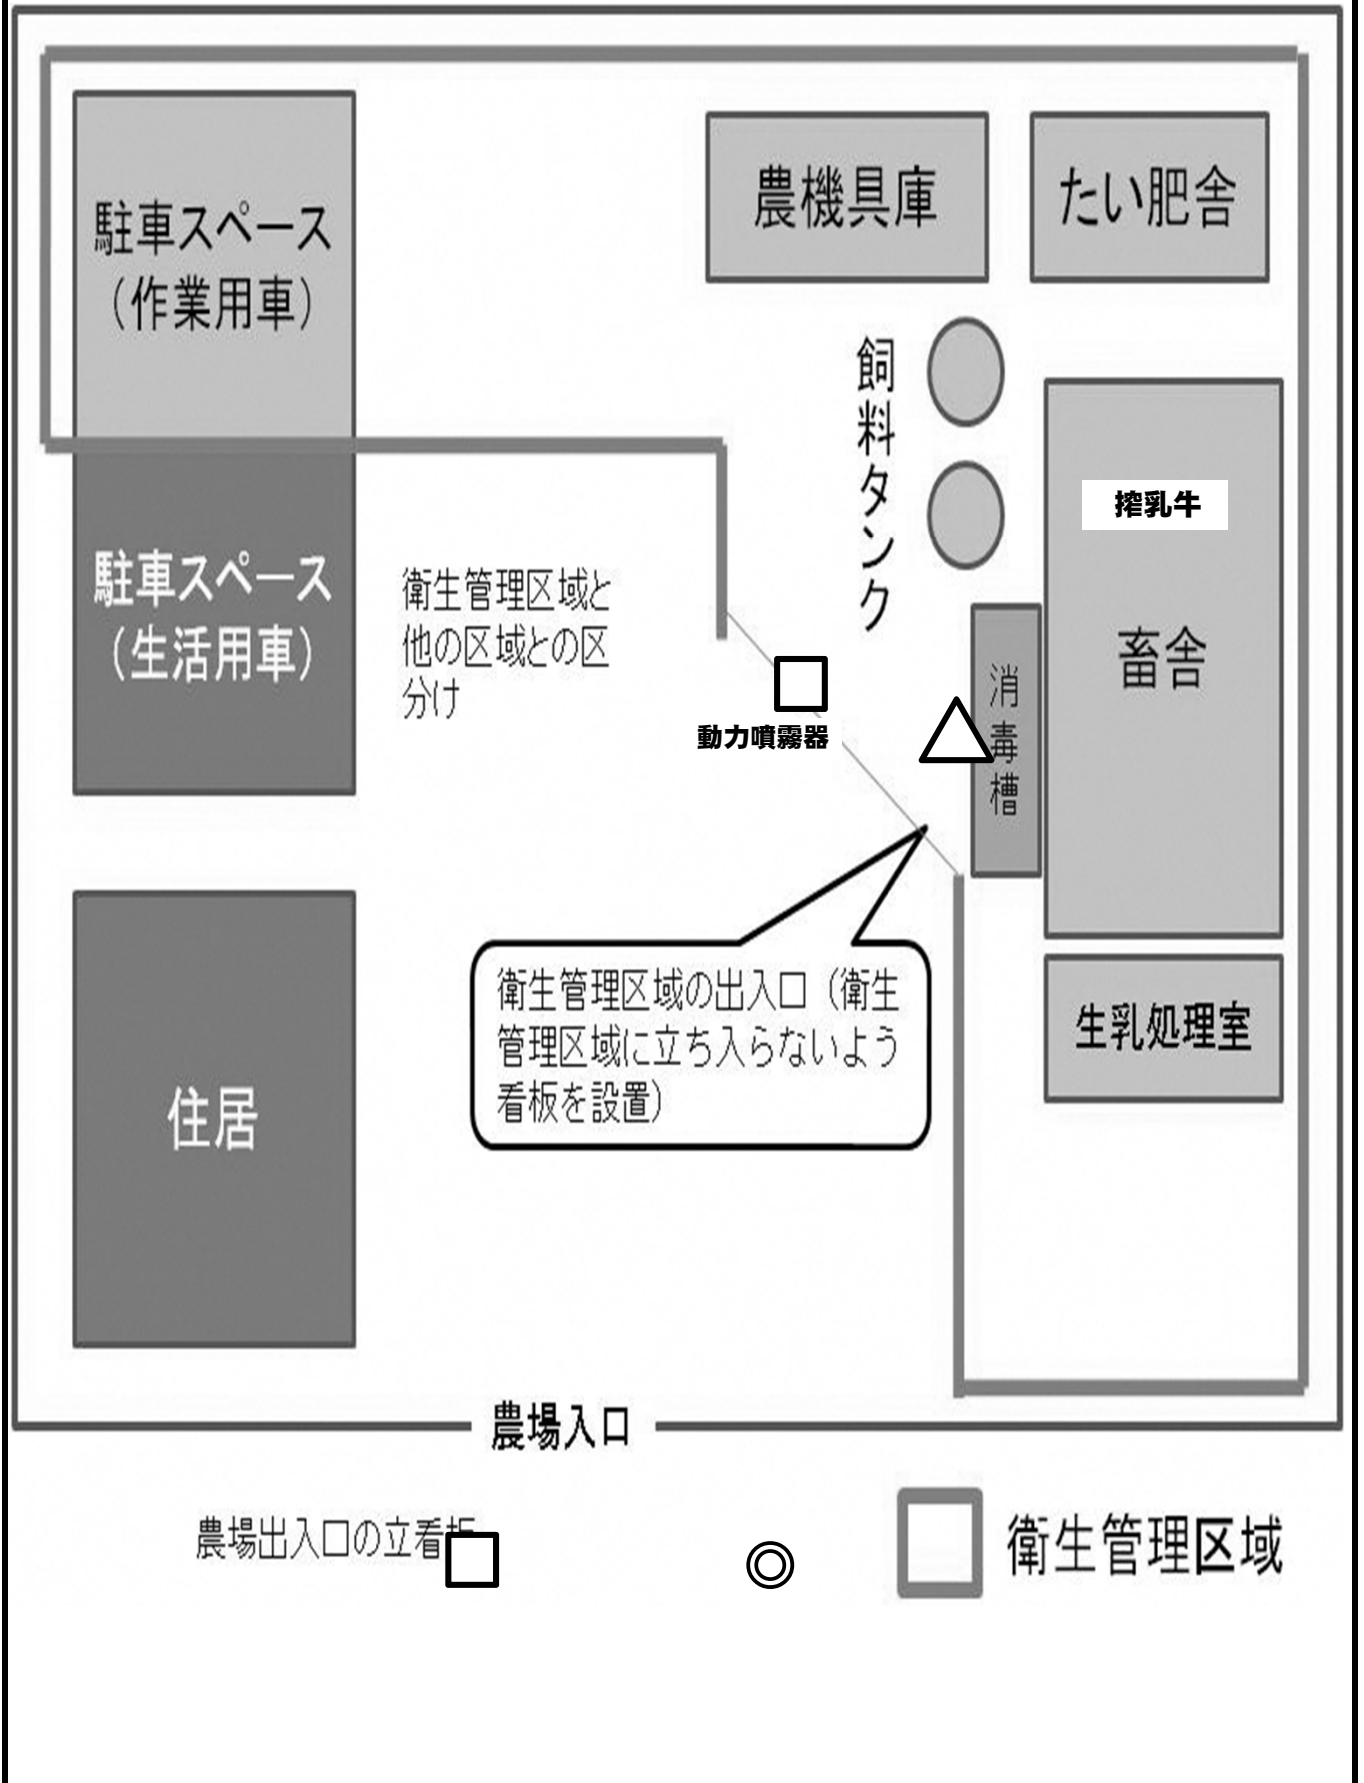 駐車スペース
（作業用車）
農機具庫
たい肥舎
飼料タンク
搾乳牛
畜舎
駐車スペース
（生活用車）
衛生管理区域と
他の区域との区
分け
動力噴霧器
消毒槽
衛生管理区域の出入口（衛生
管理区域に立ち入らないよう
看板を設置）
生乳処理室
住居
農場入口
農場出入口の立看板
衛生管理区域